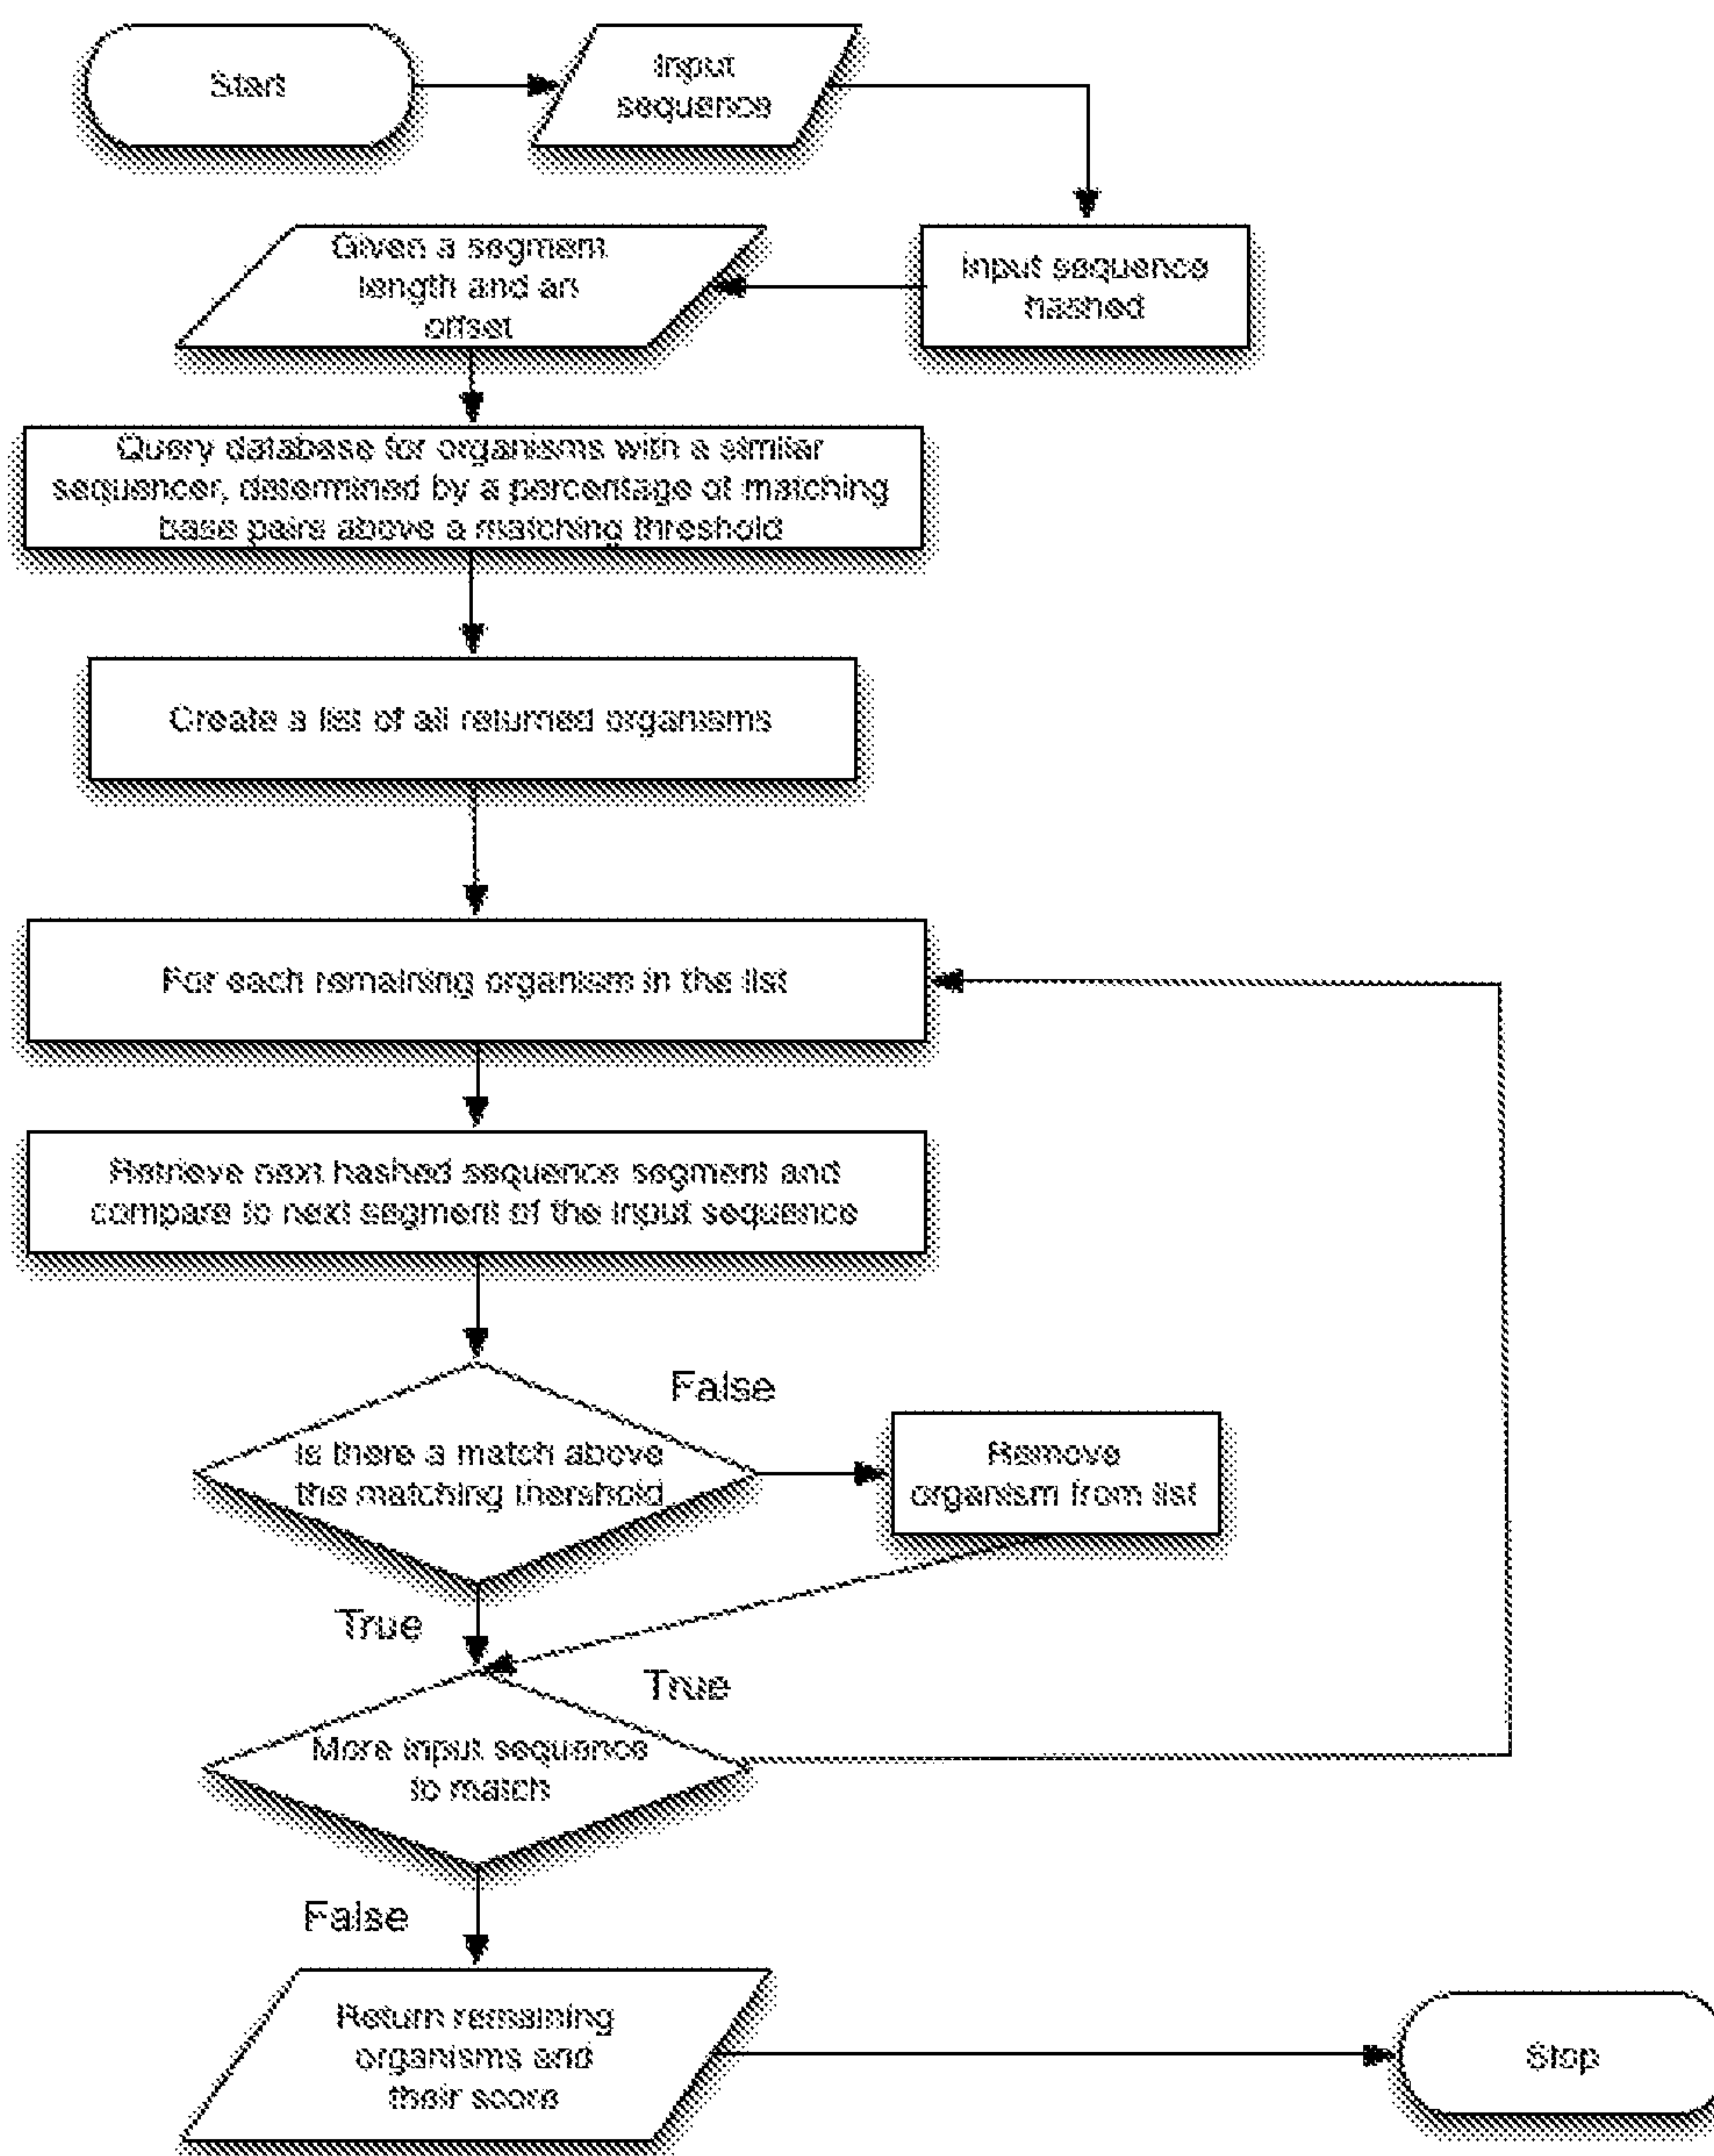 Start
Input
sequence
Input sequence
hashed
Given a segment
length and an
offset
Query database for organisms with a similar
sequencer, determined by a percentage of matching
base pairs above a matching threshold
Create a list of all returned organisms
For each remaining organism in the list
Retrieve next hashed sequence segment and
compare to next segment of the input sequence
False
Is there a match above
the matching thershold
Remove
organism from list
True
True
More input sequence
to match
False
Return remaining
organisms and
their score
Stop